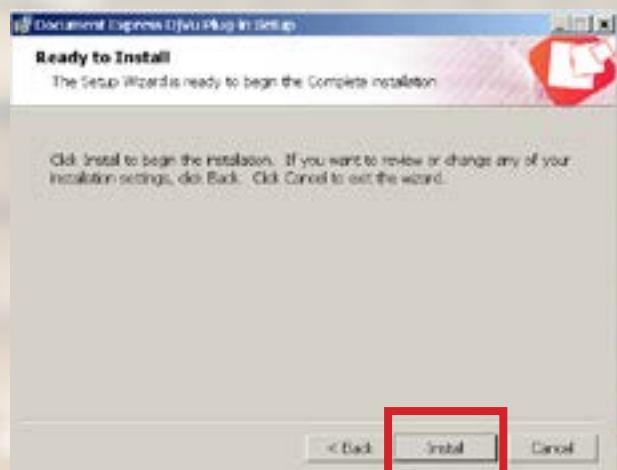 Document Express DjVu Plug-in Setup
Ready to Install
The Setup Wizard is ready to begin the Complete installation
Click Install to begin the installation. If you want to review or change any of your
installation settings, click Back. Click Cancel to exit the wizard.
< Back Install Cancel